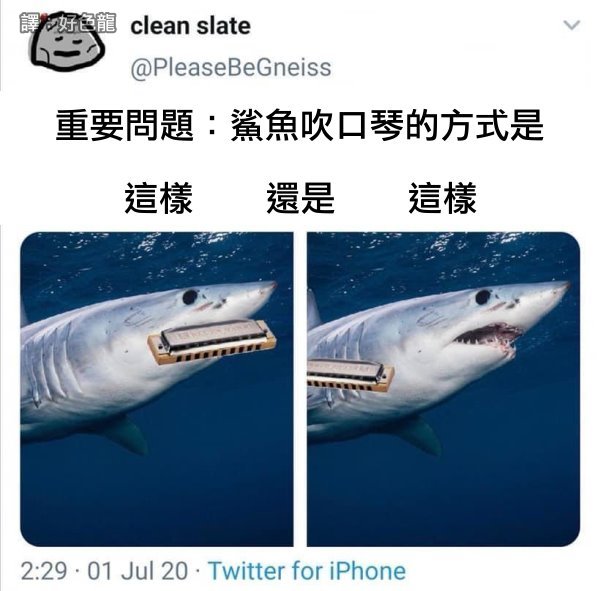 譯：好色龍
clean slate
@PleaseBeGneiss
重要問題：鯊魚吹口琴的方式是
這樣 還是 這樣
2:29 · 01 Jul 20 · Twitter for iPhone